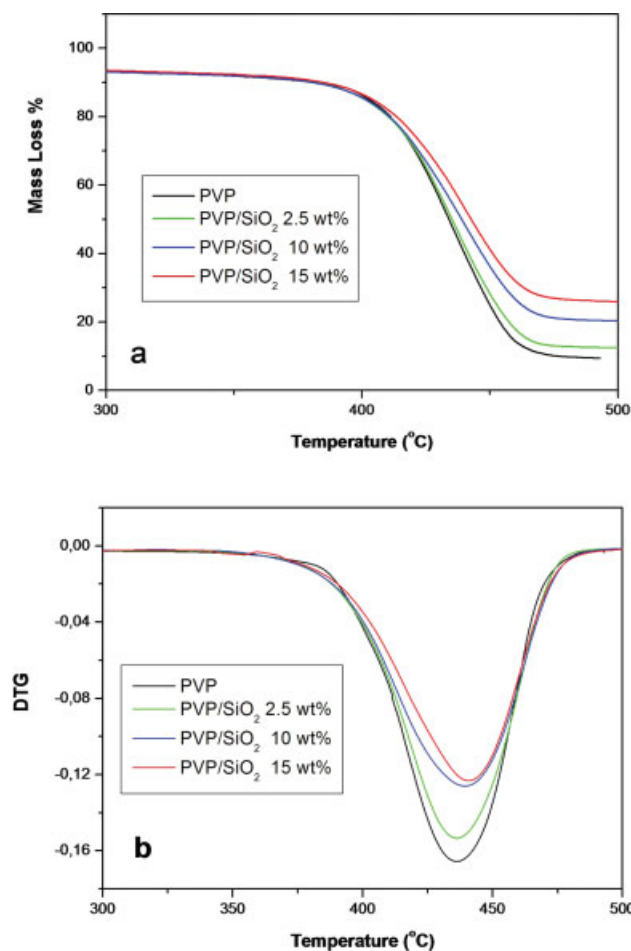 100
80
60
40
20
0
Mass Loss %
PVP
PVP/SiO₂ 2.5 wt%
PVP/SiO₂ 10 wt%
PVP/SiO₂ 15 wt%
a
300
400
500
Temperature (°C)
0,00
-0,04
-0,08
-0,12
-0,16
DTG
PVP
PVP/SiO₂ 2.5 wt%
PVP/SiO₂ 10 wt%
PVP/SiO₂ 15 wt%
b
300
350
400
450
500
Temperature (°C)